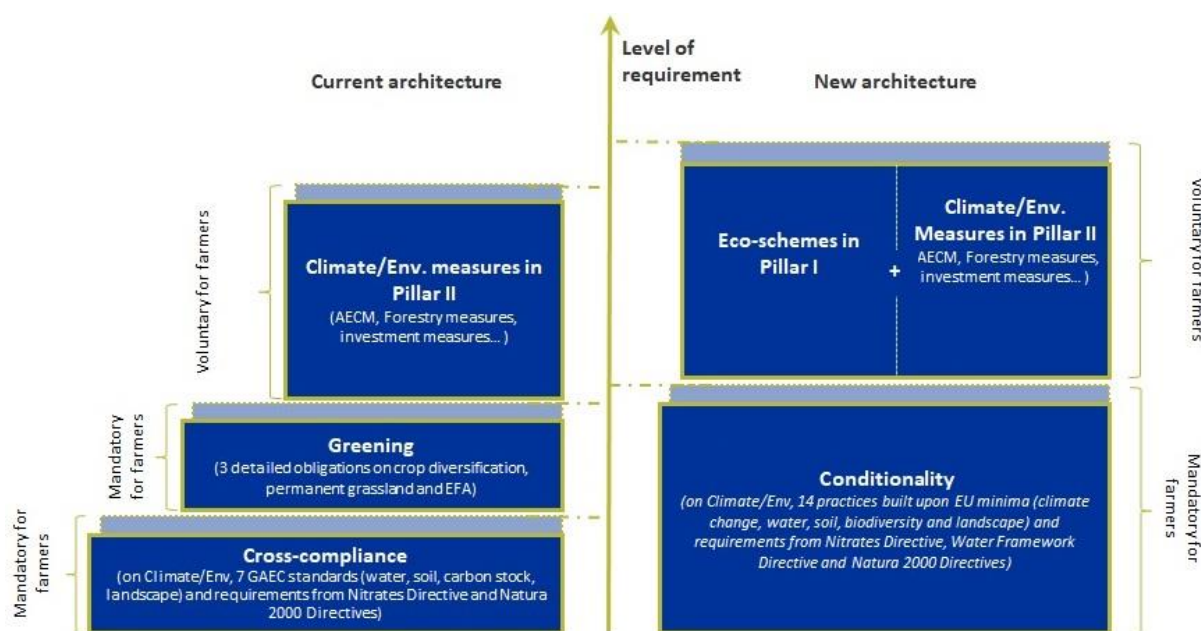 Level of
requirement
Current architecture
New architecture
Voluntary for farmers
Climate/Env. measures in
Pillar II
(AECM, Forestry measures,
investment measures... )
Mandatory
for farmers
Greening
(3 detailed obligations on crop diversification,
permanent grassland and EFA)
Mandatory for
farmers
Cross-compliance
(on Climate/Env, 7 GAEC standards (water, soil, carbon stock,
landscape) and requirements from Nitrates Directive and Natura
2000 Directives)
Eco-schemes in
Pillar I
+
Climate/Env.
Measures in Pillar II
AECM, Forestry measures,
investment measures... )
Voluntary for farmers
Conditionality
(on Climate/Env, 14 practices built upon EU minima (climate
change, water, soil, biodiversity and landscape) and
requirements from Nitrates Directive, Water Framework
Directive and Natura 2000 Directives)
Mandatory for
farmers